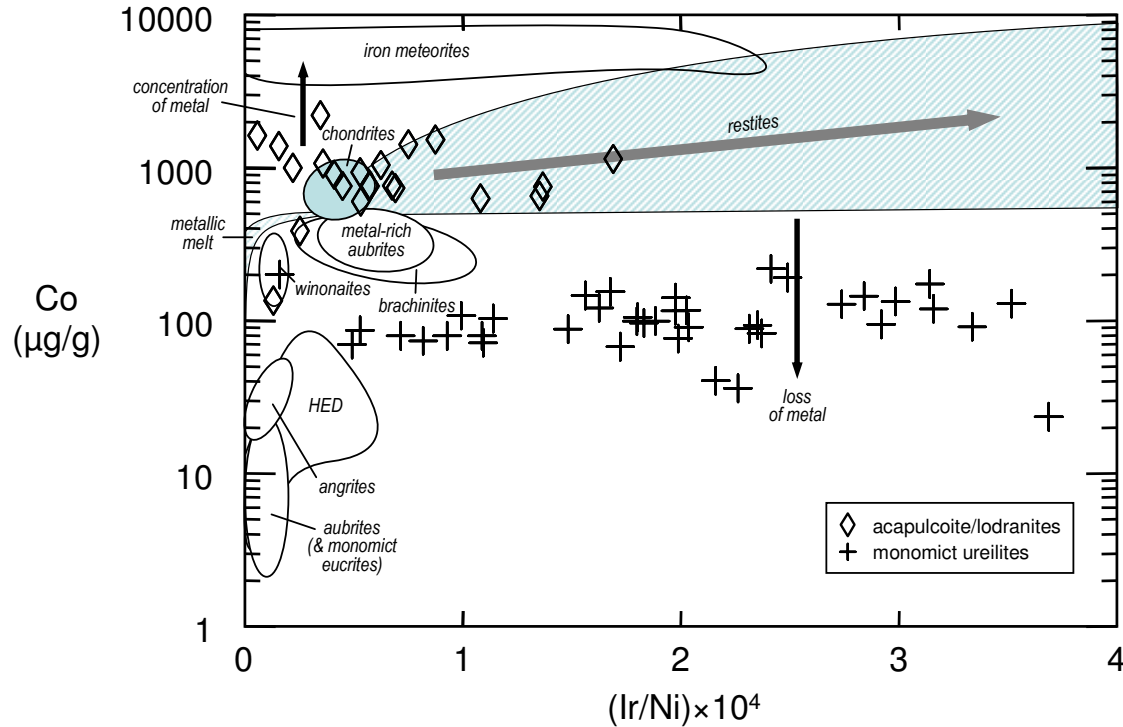 10000
iron meteorites
concentration
of metal
chondrites
restites
1000
metallic
melt
metal-rich
aubrites
winonaites
brachinites
Co
(µg/g)
100
loss
of metal
HED
angrites
10
aubrites
(& monomict
eucrites)
acapulcoite/lodranites
monomict ureilites
1
0
1
2
3
4
(Ir/Ni)×10⁴